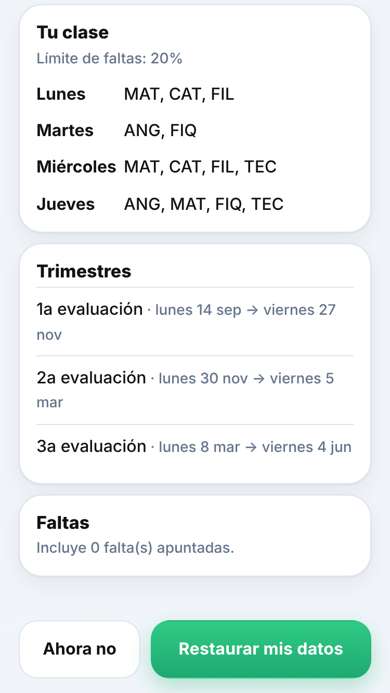 Tu clase
Límite de faltas: 20%
Lunes MAT, CAT, FIL
Martes ANG, FIQ
Miércoles MAT, CAT, FIL, TEC
Jueves ANG, MAT, FIQ, TEC
Trimestres
1a evaluación · lunes 14 sep → viernes 27
nov
2a evaluación · lunes 30 nov → viernes 5
mar
3a evaluación · lunes 8 mar → viernes 4 jun
Faltas
Incluye 0 falta(s) apuntadas.
Ahora no Restaurar mis datos